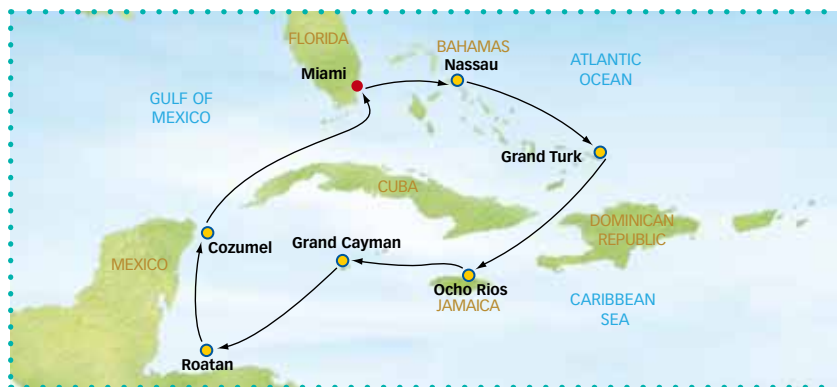 FLORIDA
BAHAMAS
Nassau
ATLANTIC
OCEAN
Miami
GULF OF
MEXICO
Grand Turk
CUBA
DOMINICAN
REPUBLIC
Grand Cayman
Cozumel
MEXICO
Ocho Rios
JAMAICA
CARIBBEAN
SEA
Roatan